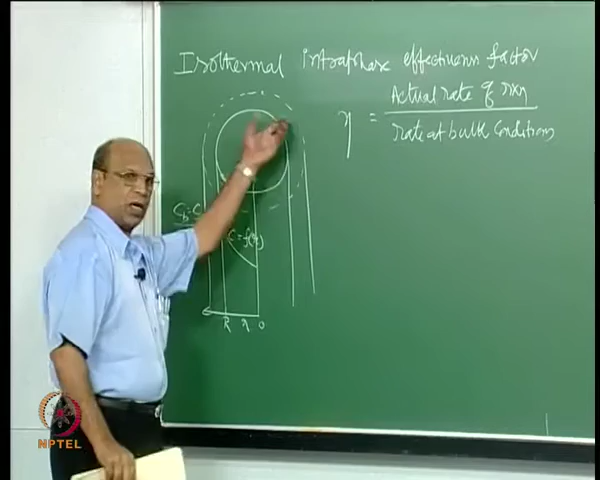 Isothermal intraphase effectiveness factor
η = Actual rate of rxn
rate at bulk Conditions
C = f(r)
R r 0
NPTEL